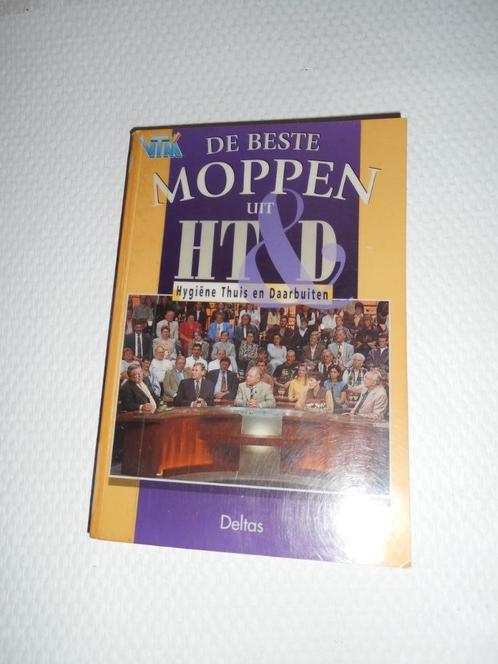 VTM
DE BESTE
MOPPEN
UIT
HT&D
Hygiëne Thuis en Daarbuiten
Deltas